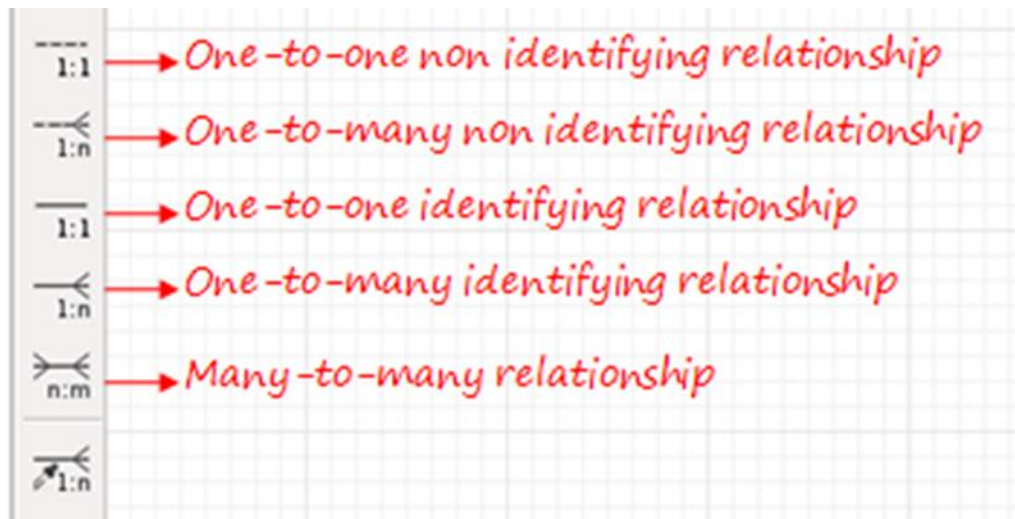 1:1 One-to-one non identifying relationship
1:n One-to-many non identifying relationship
1:1 One-to-one identifying relationship
1:n One-to-many identifying relationship
n:m Many-to-many relationship
1:n